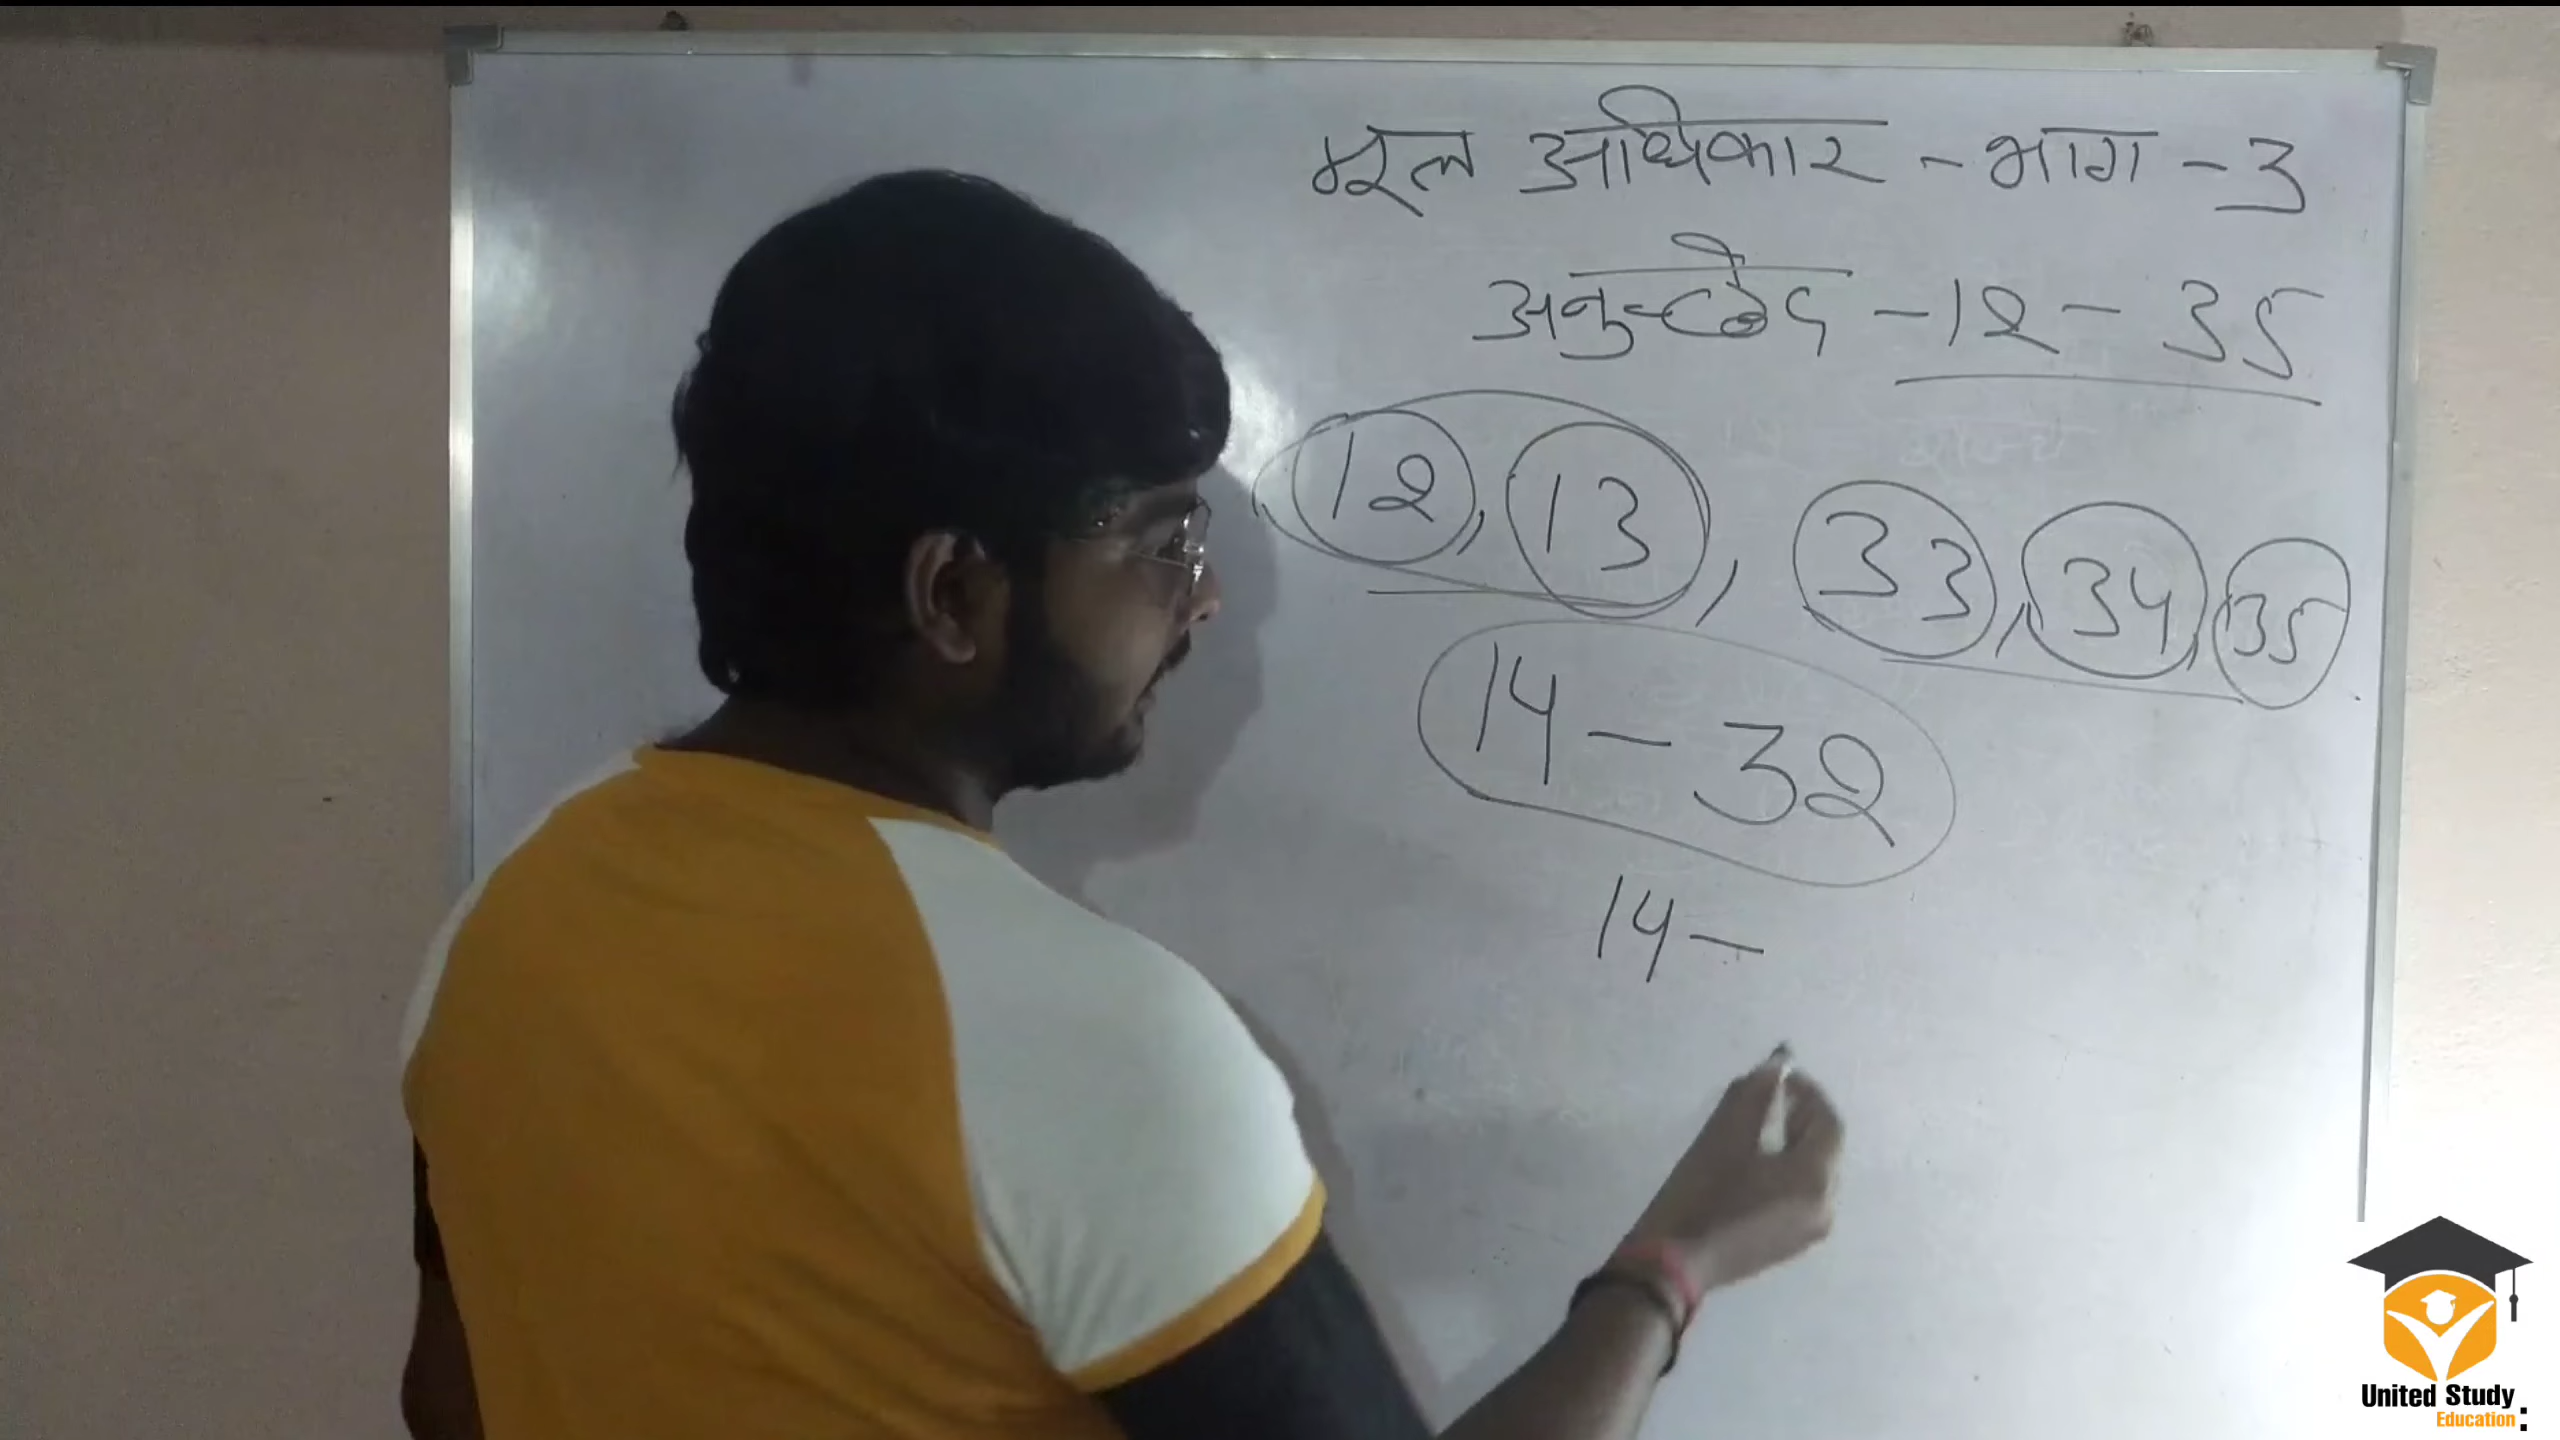 मूल अधिकार - भाग - 3
अनुच्छेद - 12 - 35
12, 13, 33, 34, 35
14 - 32
14 -
United Study
Education